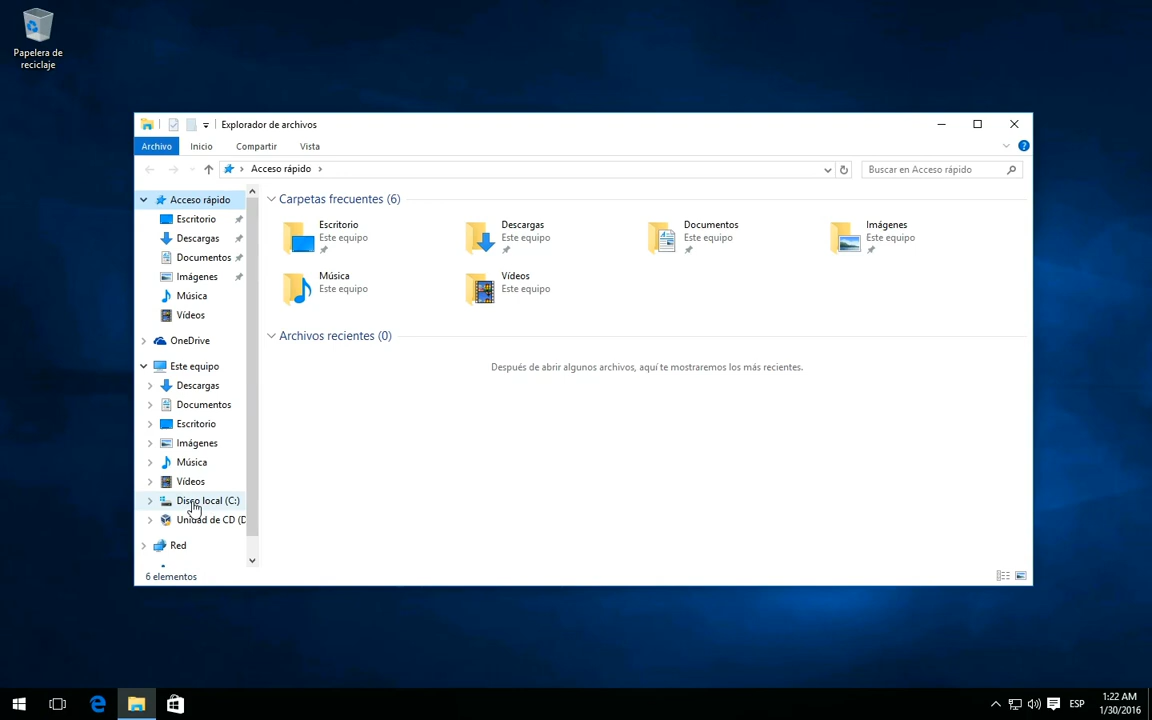 Papelera de
reciclaje
Explorador de archivos
Archivo Inicio Compartir Vista
Acceso rápido
Buscar en Acceso rápido
Acceso rápido
Escritorio
Descargas
Documentos
Imágenes
Música
Vídeos
OneDrive
Este equipo
Descargas
Documentos
Escritorio
Imágenes
Música
Vídeos
Disco local (C:)
Unidad de CD (D
Red
Carpetas frecuentes (6)
Escritorio
Este equipo
Descargas
Este equipo
Documentos
Este equipo
Imágenes
Este equipo
Música
Este equipo
Vídeos
Este equipo
Archivos recientes (0)
Después de abrir algunos archivos, aquí te mostraremos los más recientes.
6 elementos
ESP
1:22 AM
1/30/2016